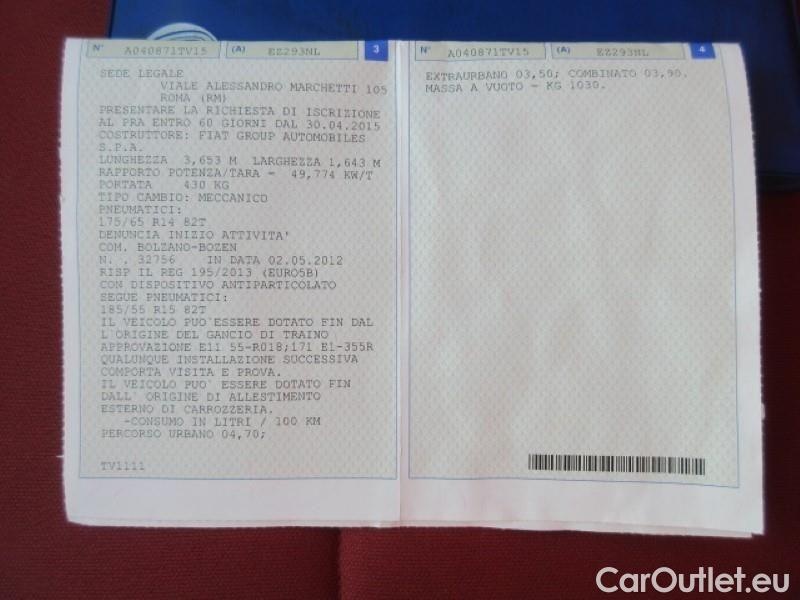 N° A040871TV15 (A) EZ293NL 3
SEDE LEGALE
VIALE ALESSANDRO MARCHETTI 105
ROMA (RM)
PRESENTARE LA RICHIESTA DI ISCRIZIONE
AL PRA ENTRO 60 GIORNI DAL 30.04.2015
COSTRUTTORE: FIAT GROUP AUTOMOBILES
S.P.A.
LUNGHEZZA 3,653 M LARGHEZZA 1,643 M
RAPPORTO POTENZA/TARA = 49,774 KW/T
PORTATA 430 KG
TIPO CAMBIO: MECCANICO
PNEUMATICI:
175/65 R14 82T
DENUNCIA INIZIO ATTIVITA'
COM. BOLZANO-BOZEN
N. . 32756 IN DATA 02.05.2012
RISP IL REG 195/2013 (EURO5B)
CON DISPOSITIVO ANTIPARTICOLATO
SEGUE PNEUMATICI:
185/55 R15 82T
IL VEICOLO PUO'ESSERE DOTATO FIN DAL
L'ORIGINE DEL GANCIO DI TRAINO
APPROVAZIONE E11 55-R018;171 E1-355R
QUALUNQUE INSTALLAZIONE SUCCESSIVA
COMPORTA VISITA E PROVA.
IL VEICOLO PUO' ESSERE DOTATO FIN
DALL' ORIGINE DI ALLESTIMENTO
ESTERNO DI CARROZZERIA.
-CONSUMO IN LITRI / 100 KM
PERCORSO URBANO 04,70;
TV1111
N° A040871TV15 (A) EZ293NL 4
EXTRAURBANO 03,50; COMBINATO 03,90.
MASSA A VUOTO = KG 1030.
CarOutlet.eu